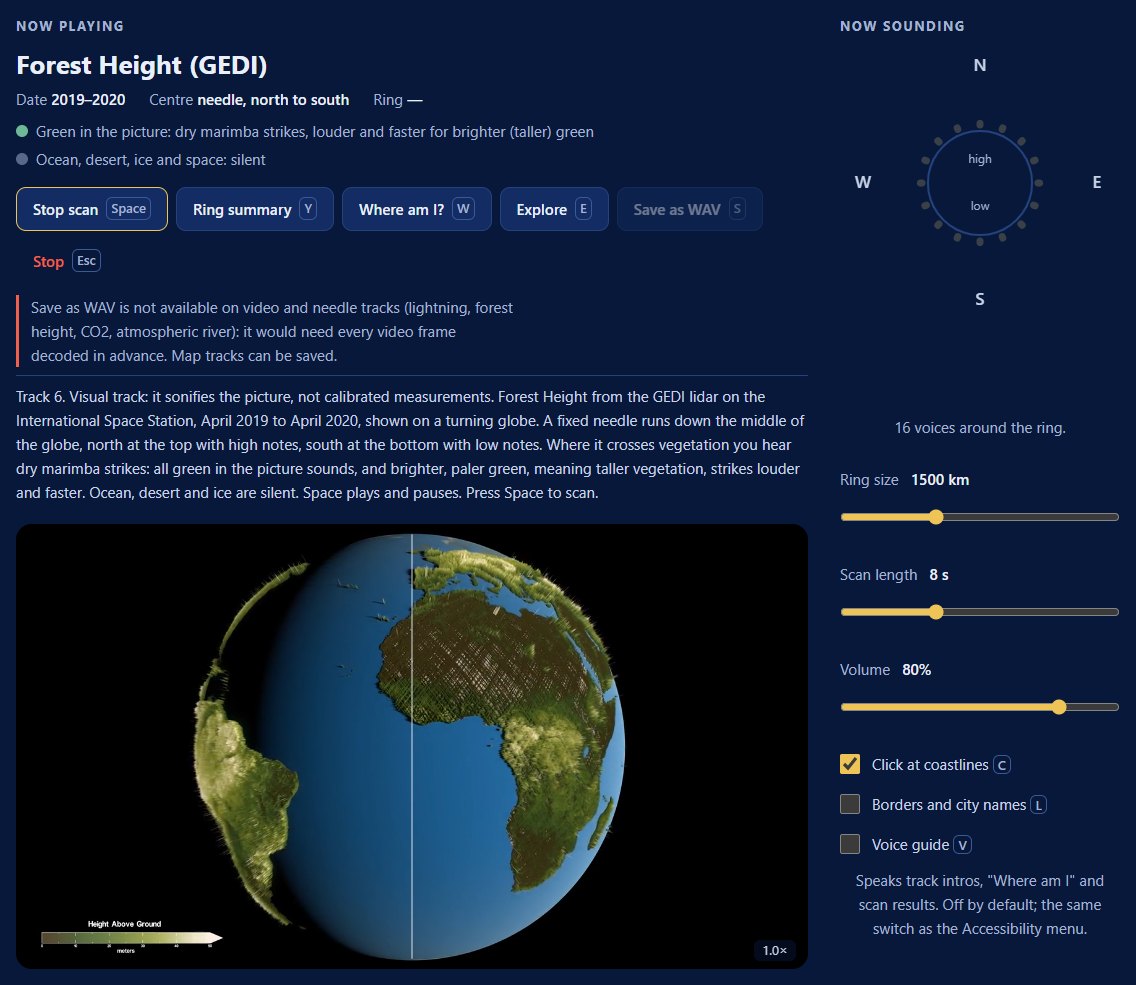 NOW PLAYING
Forest Height (GEDI)
Date 2019–2020 Centre needle, north to south Ring —
Green in the picture: dry marimba strikes, louder and faster for brighter (taller) green
Ocean, desert, ice and space: silent
Stop scan Space Ring summary Y Where am I? W Explore E Save as WAV S
Stop Esc
Save as WAV is not available on video and needle tracks (lightning, forest
height, CO2, atmospheric river): it would need every video frame
decoded in advance. Map tracks can be saved.
Track 6. Visual track: it sonifies the picture, not calibrated measurements. Forest Height from the GEDI lidar on the
International Space Station, April 2019 to April 2020, shown on a turning globe. A fixed needle runs down the middle of
the globe, north at the top with high notes, south at the bottom with low notes. Where it crosses vegetation you hear
dry marimba strikes: all green in the picture sounds, and brighter, paler green, meaning taller vegetation, strikes louder
and faster. Ocean, desert and ice are silent. Space plays and pauses. Press Space to scan.
Height Above Ground
meters
1.0×
NOW SOUNDING
N
high
W E
low
S
16 voices around the ring.
Ring size 1500 km
Scan length 8 s
Volume 80%
Click at coastlines C
Borders and city names L
Voice guide V
Speaks track intros, "Where am I" and
scan results. Off by default; the same
switch as the Accessibility menu.